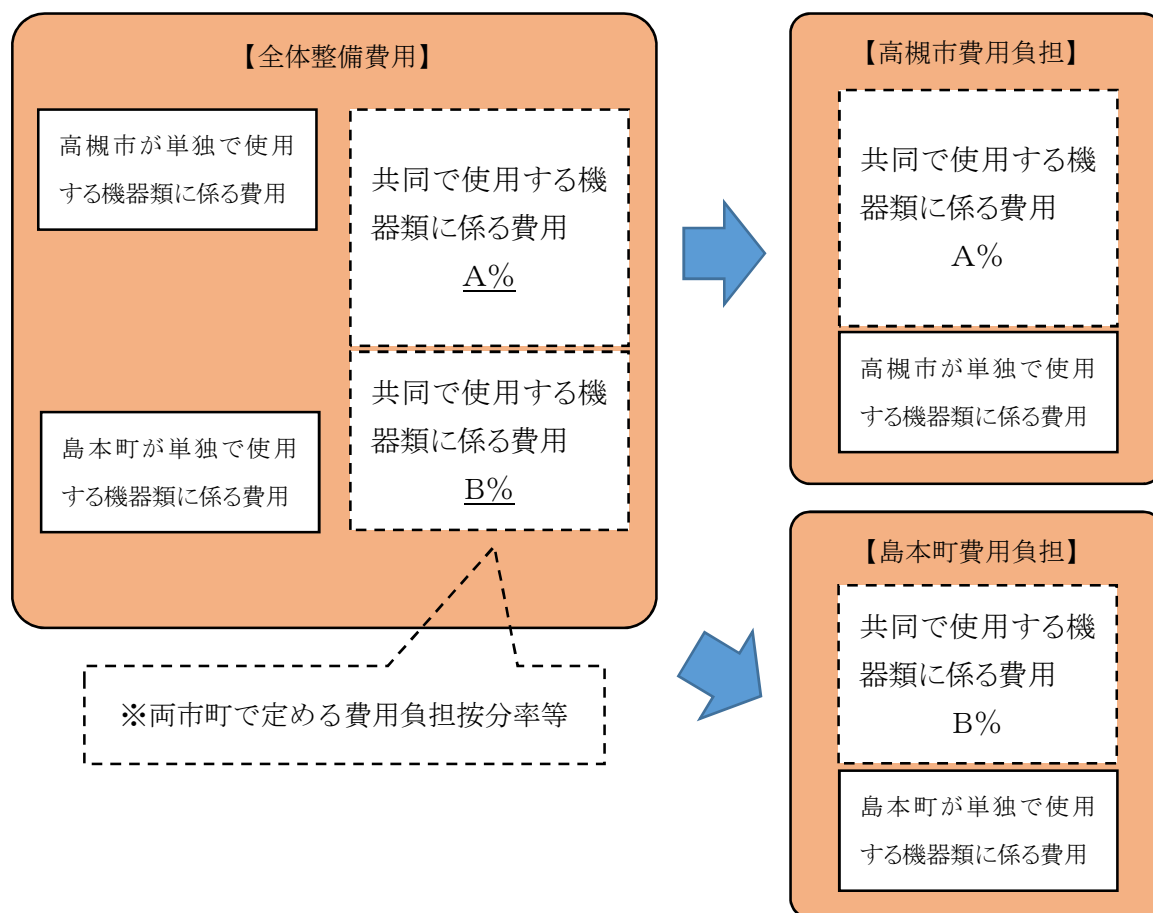 【全体整備費用】
高槻市が単独で使用
する機器類に係る費用
共同で使用する機
器類に係る費用
A%
島本町が単独で使用
する機器類に係る費用
共同で使用する機
器類に係る費用
B%
※両市町で定める費用負担按分率等
【高槻市費用負担】
共同で使用する機
器類に係る費用
A%
高槻市が単独で使用
する機器類に係る費用
【島本町費用負担】
共同で使用する機
器類に係る費用
B%
島本町が単独で使用
する機器類に係る費用